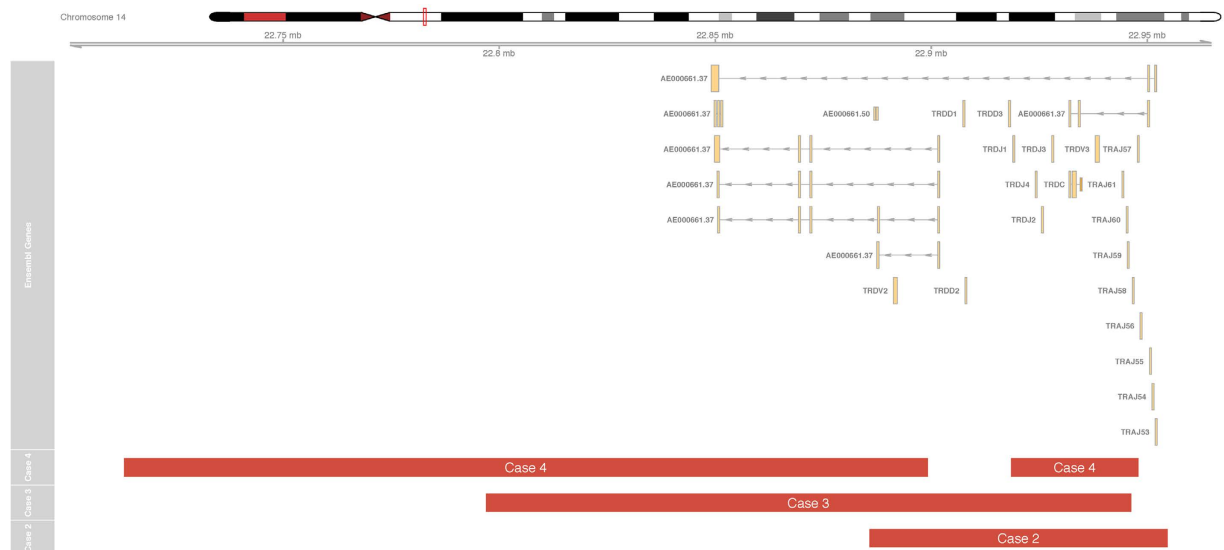 Chromosome 14
22.75 mb 22.8 mb 22.85 mb 22.9 mb 22.95 mb
Ensembl Genes
AE000661.37
AE000661.37 AE000661.50 TRDD1 TRDD3 AE000661.37
AE000661.37 TRDJ1 TRDJ3 TRDV3 TRAJ57
AE000661.37 TRDJ4 TRDC TRAJ61
AE000661.37 TRDJ2 TRAJ60
AE000661.37 TRAJ59
TRDV2 TRDD2 TRAJ58
TRAJ56
TRAJ55
TRAJ54
TRAJ53
Case 4 Case 4 Case 4
Case 3 Case 3
Case 2 Case 2